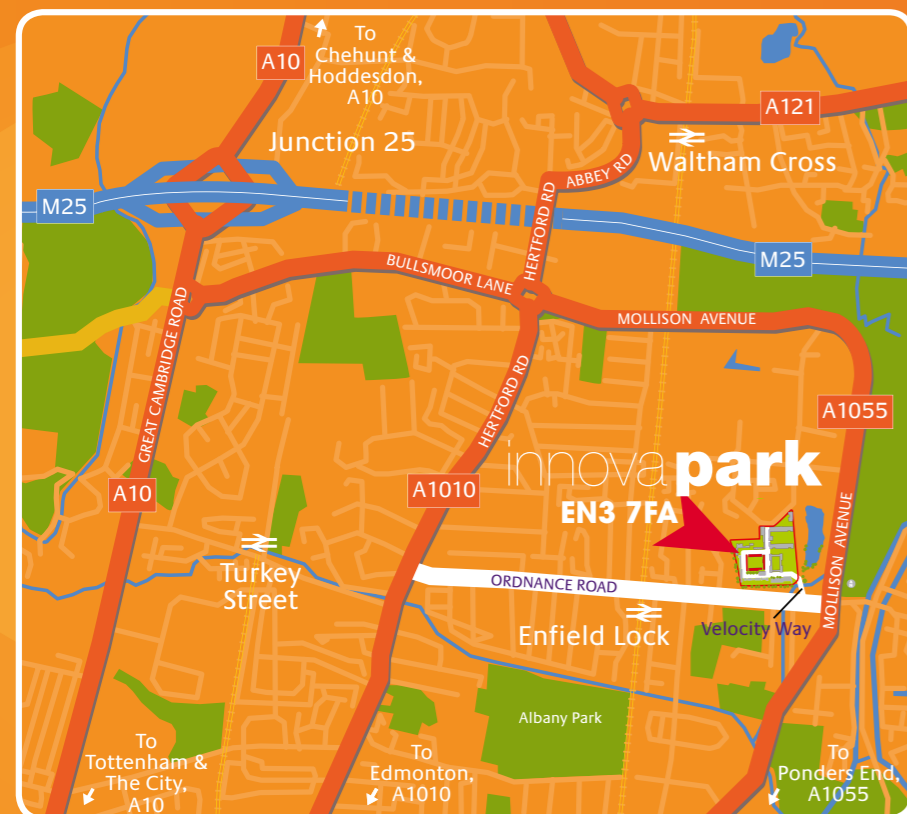 To
Chehunt &
Hoddesdon,
A10
A10
Junction 25
A121
Waltham Cross
ABBEY RD
M25
HERTFORD RD
M25
BULLSMOOR LANE
MOLLISON AVENUE
GREAT CAMBRIDGE ROAD
HERTFORD RD
A1055
innova park
EN3 7FA
A10
A1010
MOLLISON AVENUE
Turkey
Street
ORDNANCE ROAD
Enfield Lock
Velocity Way
Albany Park
To
Tottenham &
The City,
A10
To
Edmonton,
A1010
To
Ponders End,
A1055